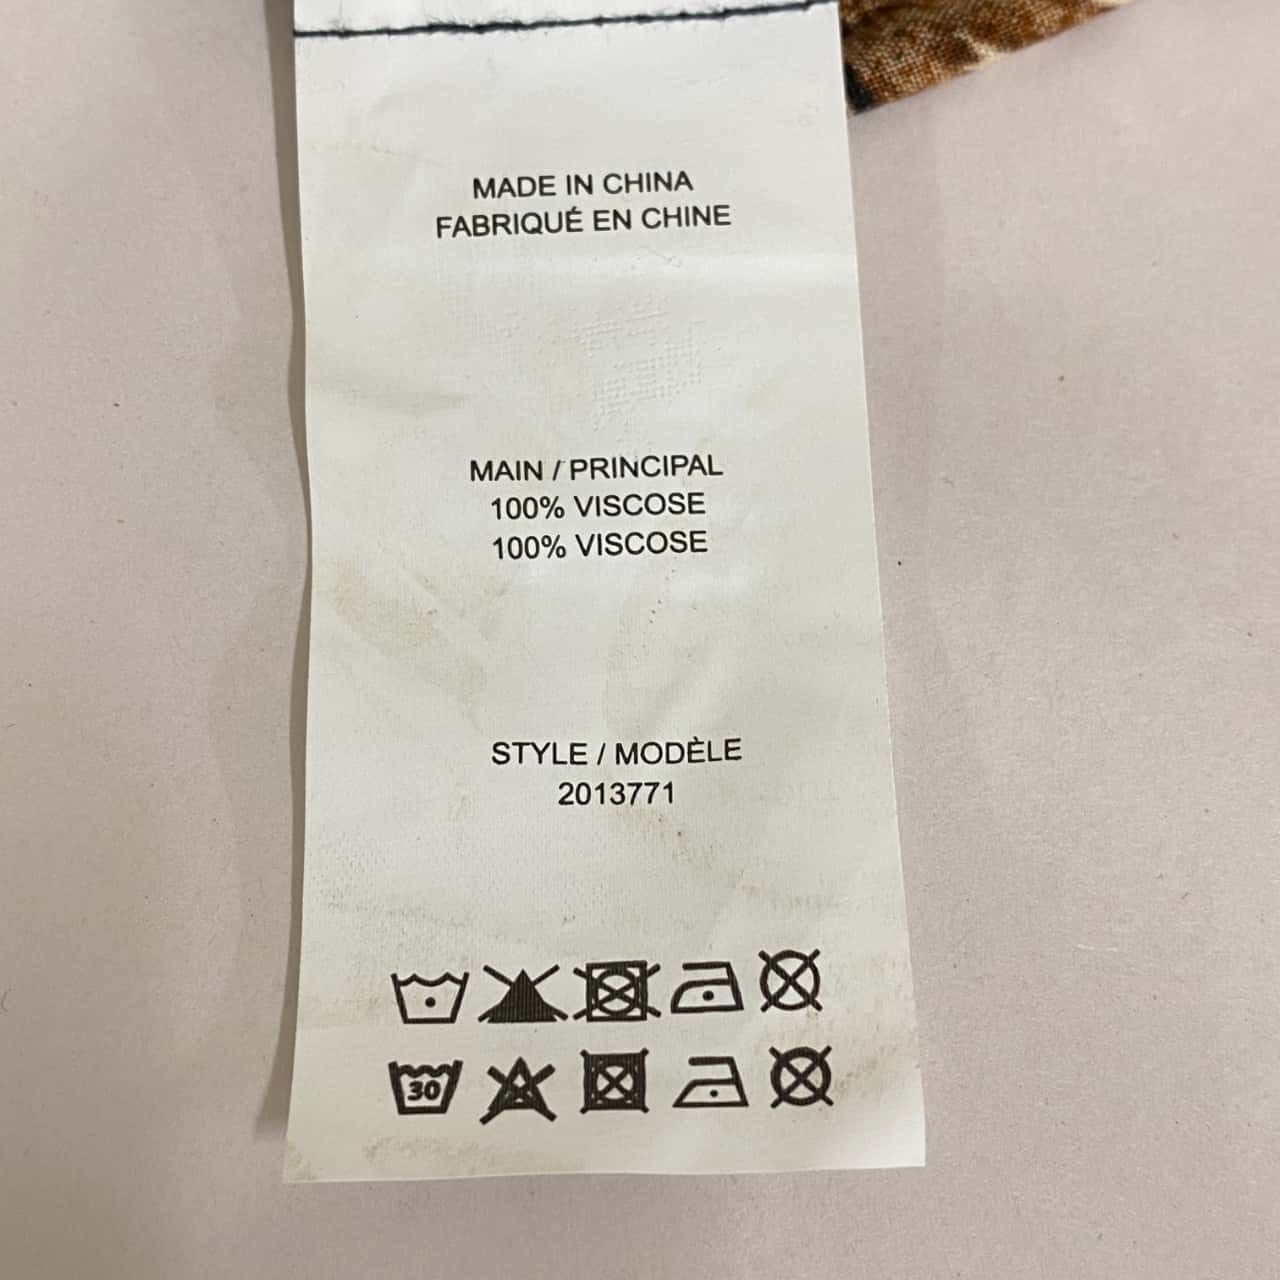 MADE IN CHINA
FABRIQUÉ EN CHINE
MAIN / PRINCIPAL
100% VISCOSE
100% VISCOSE
STYLE / MODÈLE
2013771
30